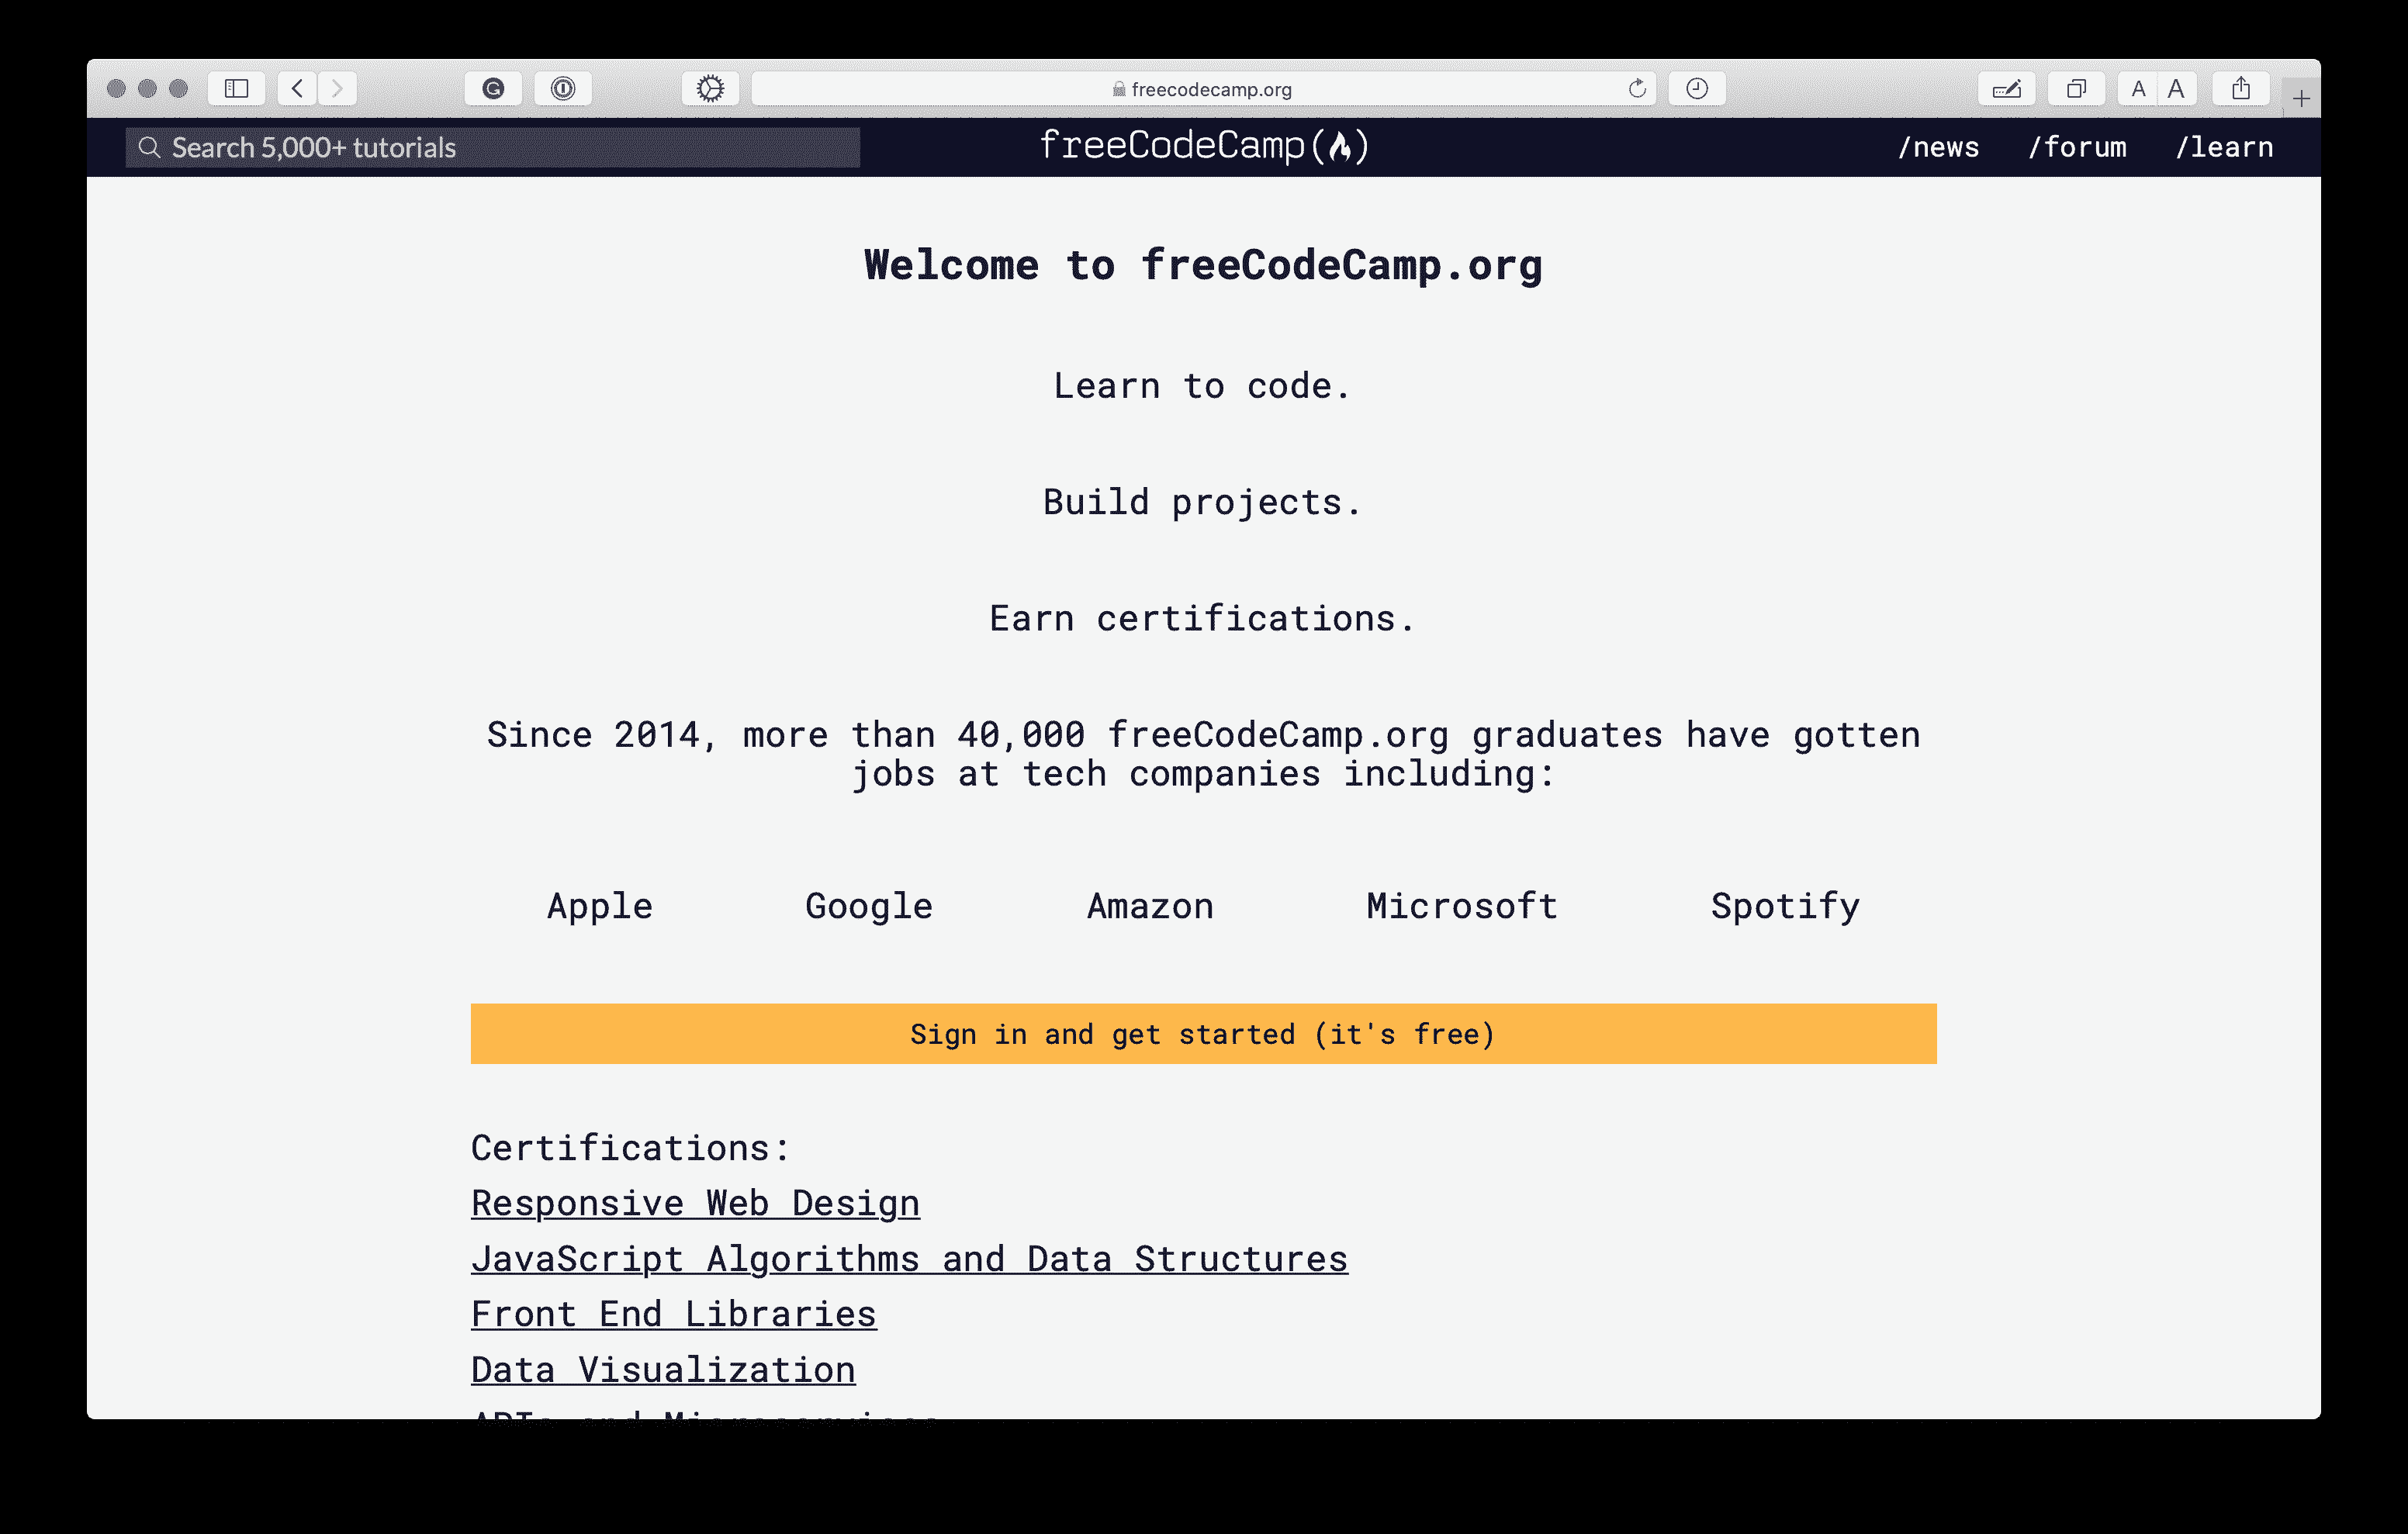 freecodecamp.org
A A
Search 5,000+ tutorials
freeCodeCamp
/news /forum /learn
Welcome to freeCodeCamp.org
Learn to code.
Build projects.
Earn certifications.
Since 2014, more than 40,000 freeCodeCamp.org graduates have gotten
jobs at tech companies including:
Apple Google Amazon Microsoft Spotify
Sign in and get started (it's free)
Certifications:
Responsive Web Design
JavaScript Algorithms and Data Structures
Front End Libraries
Data Visualization
APIs and Microservices